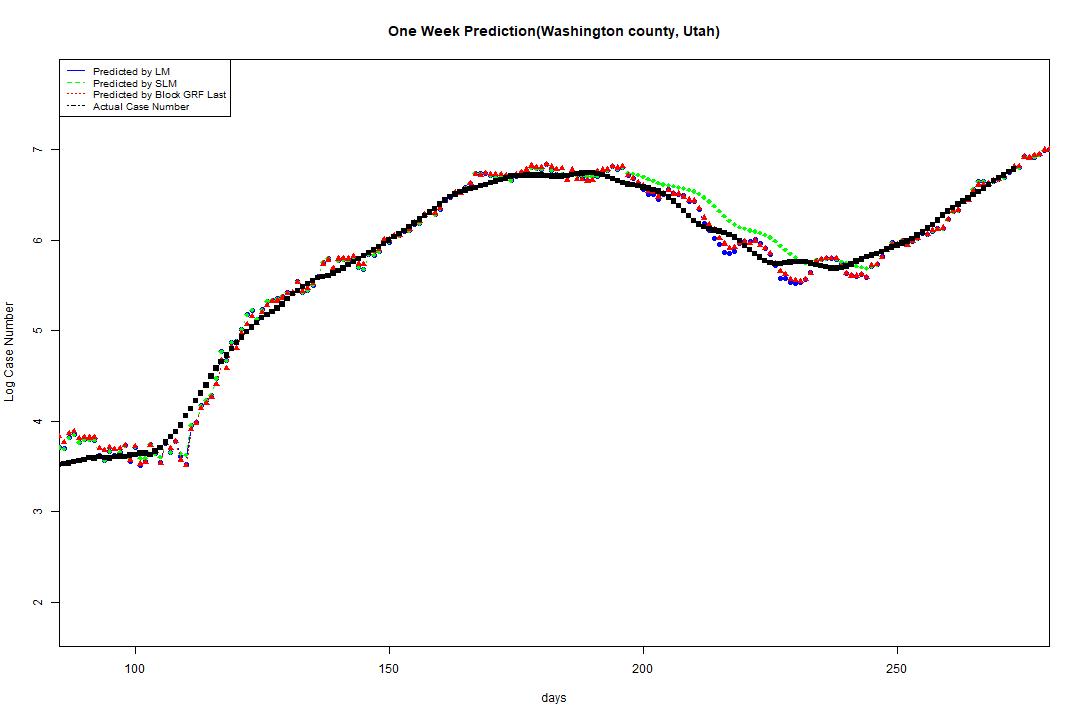 One Week Prediction(Washington county, Utah)
Predicted by LM
Predicted by SLM
Predicted by Block GRF Last
Actual Case Number
7
6
5
4
3
2
Log Case Number
100 150 200 250
days